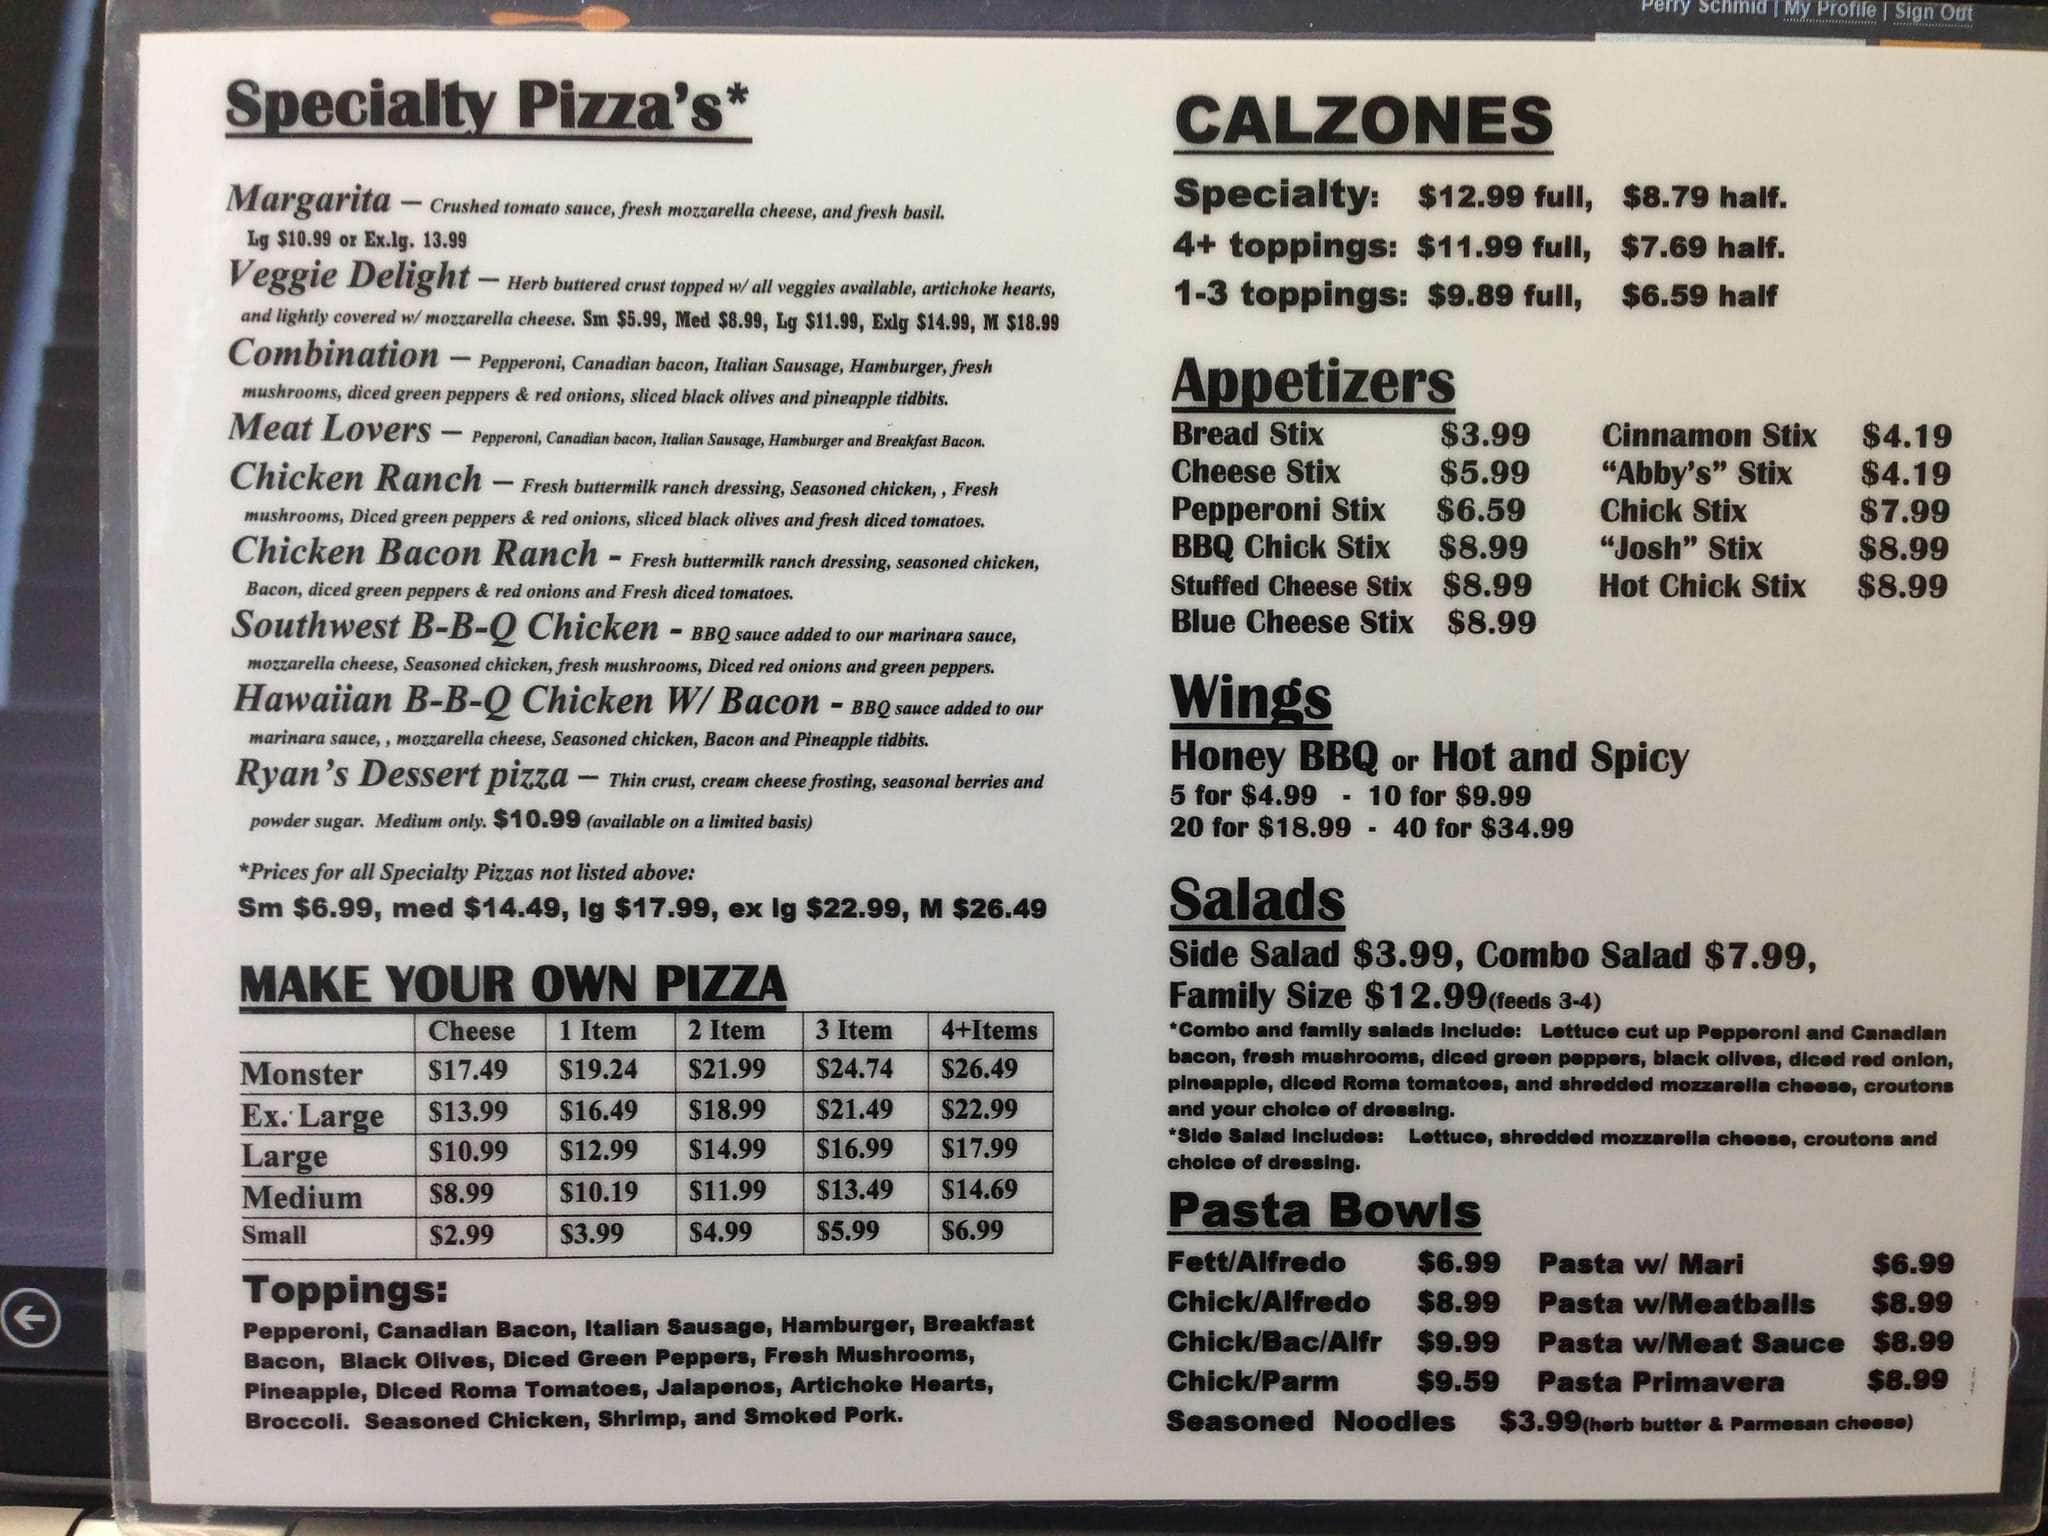 Perry Schmid | My Profile | Sign Out
Specialty Pizza's*
Margarita – Crushed tomato sauce, fresh mozzarella cheese, and fresh basil.
Lg $10.99 or Ex.lg. 13.99
Veggie Delight – Herb buttered crust topped w/ all veggies available, artichoke hearts,
and lightly covered w/ mozzarella cheese. Sm $5.99, Med $8.99, Lg $11.99, Exlg $14.99, M $18.99
Combination – Pepperoni, Canadian bacon, Italian Sausage, Hamburger, fresh
mushrooms, diced green peppers & red onions, sliced black olives and pineapple tidbits.
Meat Lovers – Pepperoni, Canadian bacon, Italian Sausage, Hamburger and Breakfast Bacon.
Chicken Ranch – Fresh buttermilk ranch dressing, Seasoned chicken, , Fresh
mushrooms, Diced green peppers & red onions, sliced black olives and fresh diced tomatoes.
Chicken Bacon Ranch - Fresh buttermilk ranch dressing, seasoned chicken,
Bacon, diced green peppers & red onions and Fresh diced tomatoes.
Southwest B-B-Q Chicken - BBQ sauce added to our marinara sauce,
mozzarella cheese, Seasoned chicken, fresh mushrooms, Diced red onions and green peppers.
Hawaiian B-B-Q Chicken W/ Bacon - BBQ sauce added to our
marinara sauce, , mozzarella cheese, Seasoned chicken, Bacon and Pineapple tidbits.
Ryan's Dessert pizza – Thin crust, cream cheese frosting, seasonal berries and
powder sugar. Medium only. $10.99 (available on a limited basis)
*Prices for all Specialty Pizzas not listed above:
Sm $6.99, med $14.49, lg $17.99, ex lg $22.99, M $26.49
MAKE YOUR OWN PIZZA
Cheese 1 Item 2 Item 3 Item 4+Items
Monster $17.49 $19.24 $21.99 $24.74 $26.49
Ex. Large $13.99 $16.49 $18.99 $21.49 $22.99
Large $10.99 $12.99 $14.99 $16.99 $17.99
Medium $8.99 $10.19 $11.99 $13.49 $14.69
Small $2.99 $3.99 $4.99 $5.99 $6.99
Toppings:
Pepperoni, Canadian Bacon, Italian Sausage, Hamburger, Breakfast
Bacon, Black Olives, Diced Green Peppers, Fresh Mushrooms,
Pineapple, Diced Roma Tomatoes, Jalapenos, Artichoke Hearts,
Broccoli. Seasoned Chicken, Shrimp, and Smoked Pork.
CALZONES
Specialty: $12.99 full, $8.79 half.
4+ toppings: $11.99 full, $7.69 half.
1-3 toppings: $9.89 full, $6.59 half
Appetizers
Bread Stix $3.99 Cinnamon Stix $4.19
Cheese Stix $5.99 "Abby's" Stix $4.19
Pepperoni Stix $6.59 Chick Stix $7.99
BBQ Chick Stix $8.99 "Josh" Stix $8.99
Stuffed Cheese Stix $8.99 Hot Chick Stix $8.99
Blue Cheese Stix $8.99
Wings
Honey BBQ or Hot and Spicy
5 for $4.99 - 10 for $9.99
20 for $18.99 - 40 for $34.99
Salads
Side Salad $3.99, Combo Salad $7.99,
Family Size $12.99(feeds 3-4)
*Combo and family salads Include: Lettuce cut up Pepperoni and Canadian
bacon, fresh mushrooms, diced green peppers, black olives, diced red onion,
pineapple, diced Roma tomatoes, and shredded mozzarella cheese, croutons
and your choice of dressing.
*Side Salad Includes: Lettuce, shredded mozzarella cheese, croutons and
choice of dressing.
Pasta Bowls
Fett/Alfredo $6.99 Pasta w/ Mari $6.99
Chick/Alfredo $8.99 Pasta w/Meatballs $8.99
Chick/Bac/Alfr $9.99 Pasta w/Meat Sauce $8.99
Chick/Parm $9.59 Pasta Primavera $8.99
Seasoned Noodles $3.99(herb butter & Parmesan cheese)